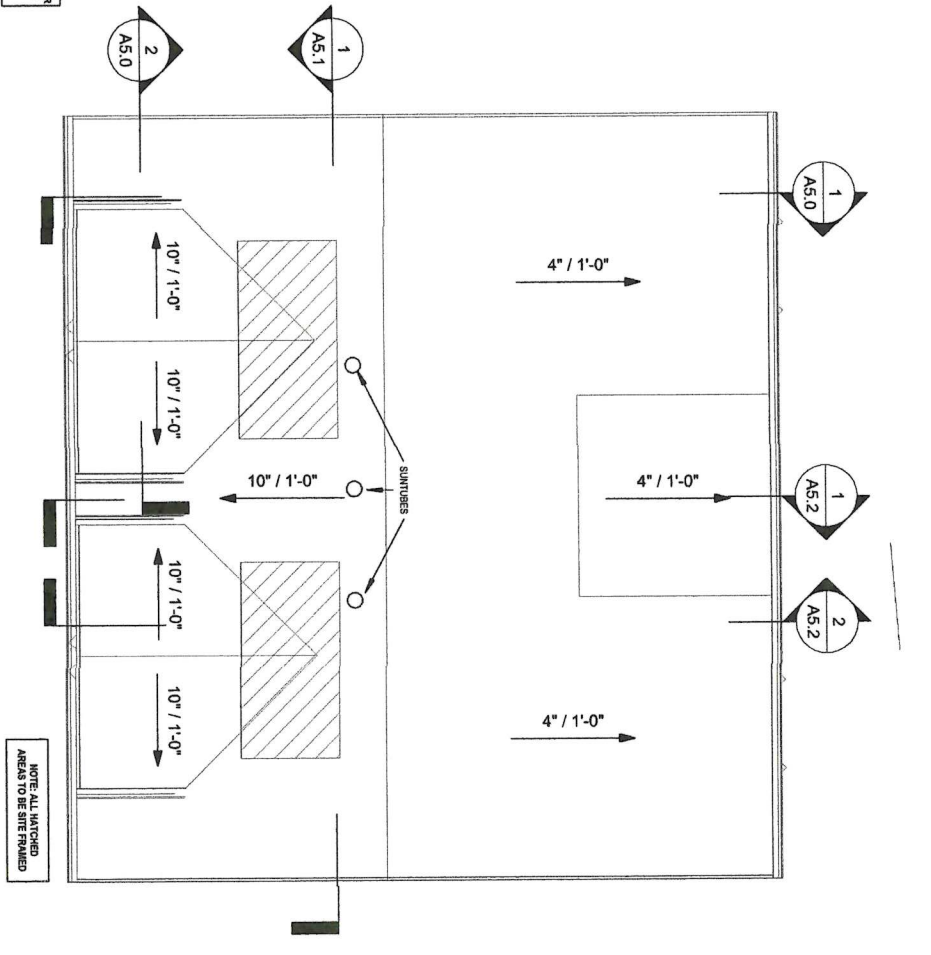 2
A5.0
1
A5.1
1
A5.0
4" / 1'-0"
10" / 1'-0"
10" / 1'-0"
SUNTUBES
10" / 1'-0"
4" / 1'-0"
1
A5.2
2
A5.2
10" / 1'-0"
10" / 1'-0"
4" / 1'-0"
NOTE: ALL HATCHED
AREAS TO BE SITE FRAMED